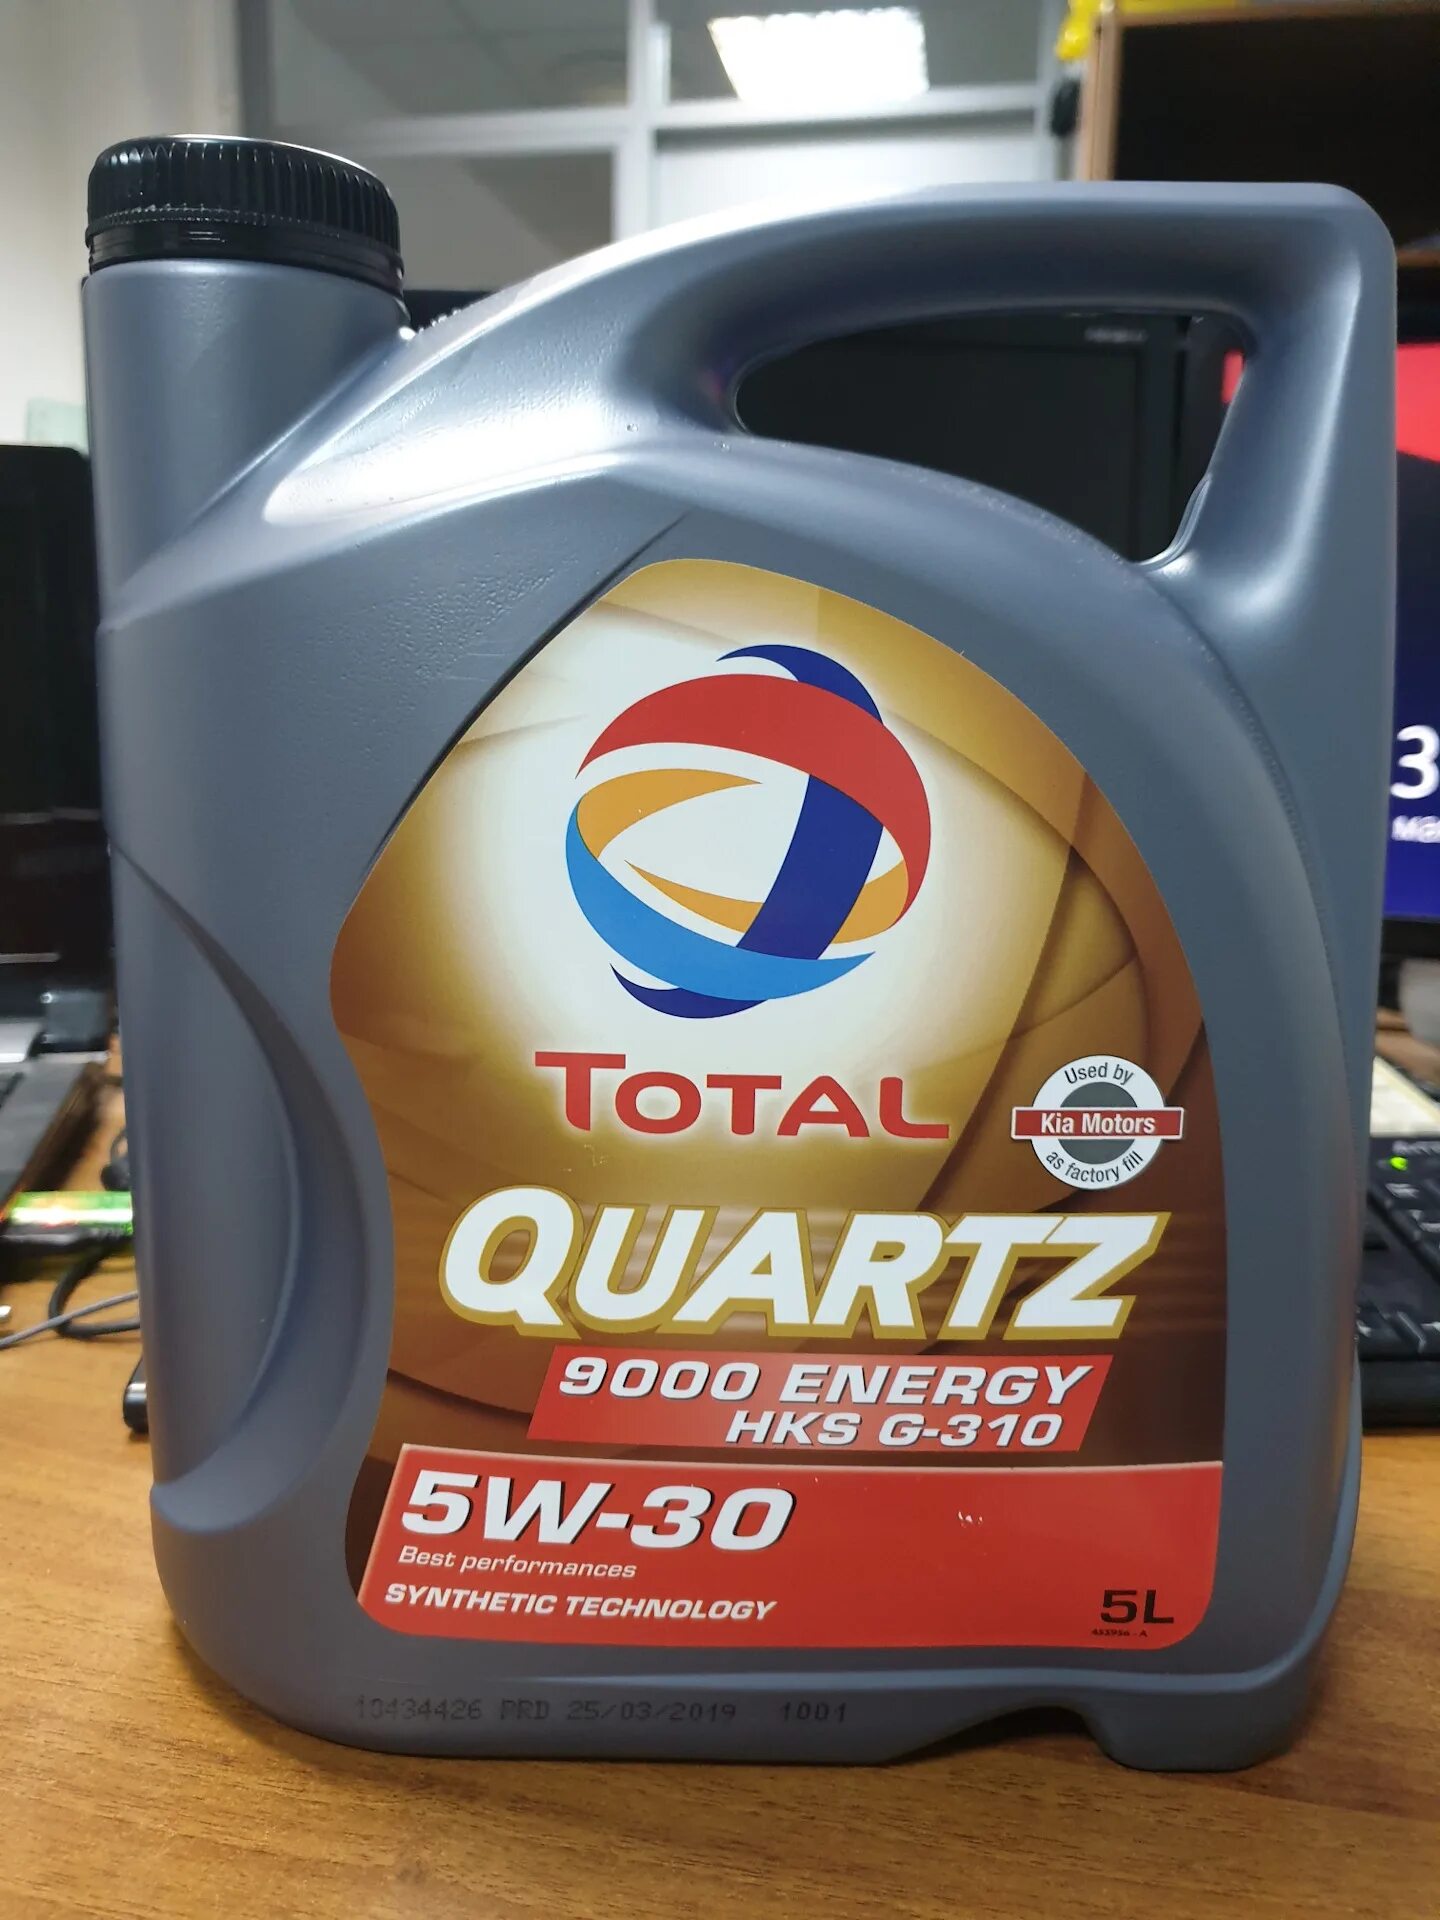 TOTAL
Used by
Kia Motors
as factory fill
QUARTZ
9000 ENERGY
HKS G-310
5W-30
Best performances
SYNTHETIC TECHNOLOGY
5L
10434426 PRD 25/03/2019 1001
3